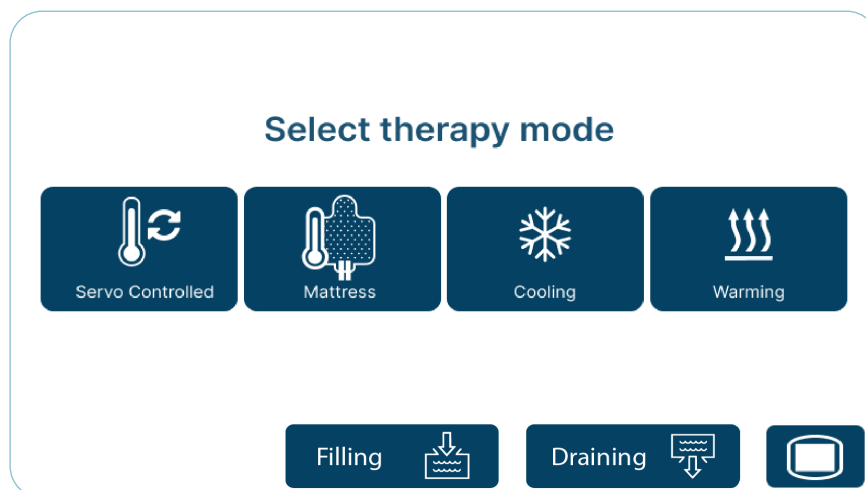 Select therapy mode
Servo Controlled
Mattress
Cooling
Warming
Filling
Draining